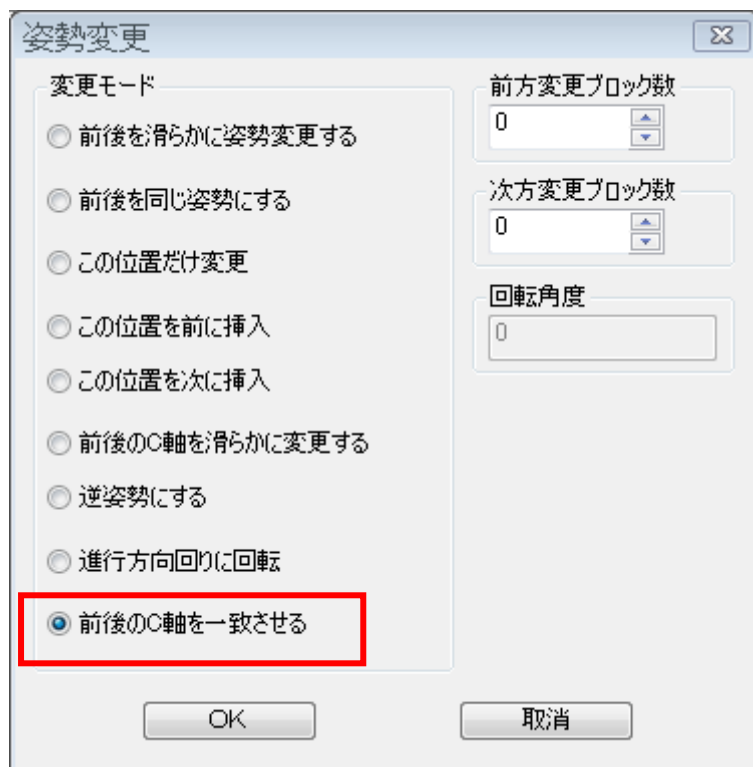 姿勢変更
変更モード
前後を滑らかに姿勢変更する
前後を同じ姿勢にする
この位置だけ変更
この位置を前に挿入
この位置を次に挿入
前後のC軸を滑らかに変更する
逆姿勢にする
進行方向回りに回転
前後のC軸を一致させる
前方変更ブロック数
0
次方変更ブロック数
0
回転角度
0
OK
取消